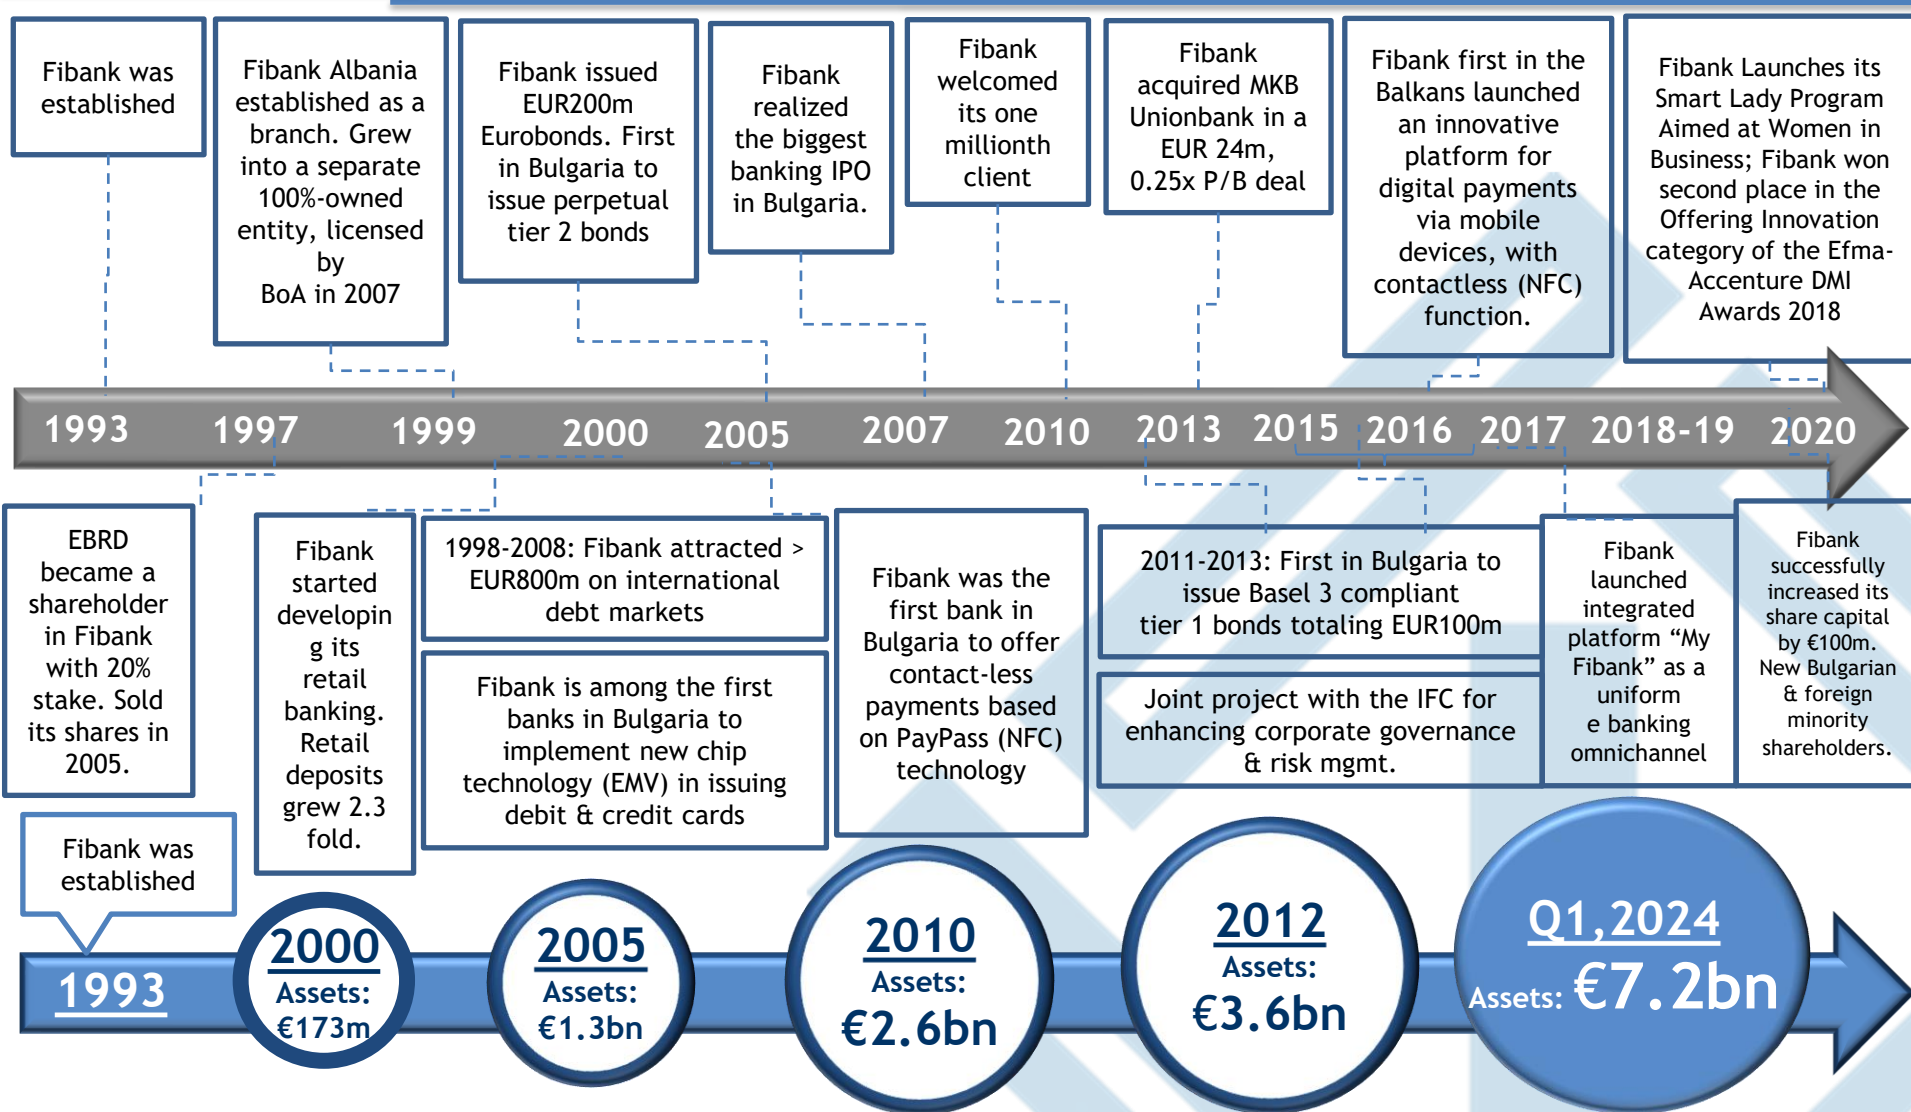 Fibank was
established
Fibank Albania
established as a
branch. Grew
into a separate
100%-owned
entity, licensed
by
BoA in 2007
Fibank issued
EUR200m
Eurobonds. First
in Bulgaria to
issue perpetual
tier 2 bonds
Fibank
realized
the biggest
banking IPO
in Bulgaria.
Fibank
welcomed
its one
millionth
client
Fibank
acquired MKB
Unionbank in a
EUR 24m,
0.25x P/B deal
Fibank first in the
Balkans launched
an innovative
platform for
digital payments
via mobile
devices, with
contactless (NFC)
function.
Fibank Launches its
Smart Lady Program
Aimed at Women in
Business; Fibank won
second place in the
Offering Innovation
category of the Efma-
Accenture DMI
Awards 2018
1993 1997 1999 2000 2005 2007 2010 2013 2015 2016 2017 2018-19 2020
EBRD
became a
shareholder
in Fibank
with 20%
stake. Sold
its shares in
2005.
Fibank
started
developin
g its
retail
banking.
Retail
deposits
grew 2.3
fold.
1998-2008: Fibank attracted >
EUR800m on international
debt markets
Fibank is among the first
banks in Bulgaria to
implement new chip
technology (EMV) in issuing
debit & credit cards
Fibank was the
first bank in
Bulgaria to offer
contact-less
payments based
on PayPass (NFC)
technology
2011-2013: First in Bulgaria to
issue Basel 3 compliant
tier 1 bonds totaling EUR100m
Joint project with the IFC for
enhancing corporate governance
& risk mgmt.
Fibank
launched
integrated
platform “My
Fibank” as a
uniform
e banking
omnichannel
Fibank
successfully
increased its
share capital
by €100m.
New Bulgarian
& foreign
minority
shareholders.
Fibank was
established
1993
2000
Assets:
€173m
2005
Assets:
€1.3bn
2010
Assets:
€2.6bn
2012
Assets:
€3.6bn
Q1,2024
Assets: €7.2bn